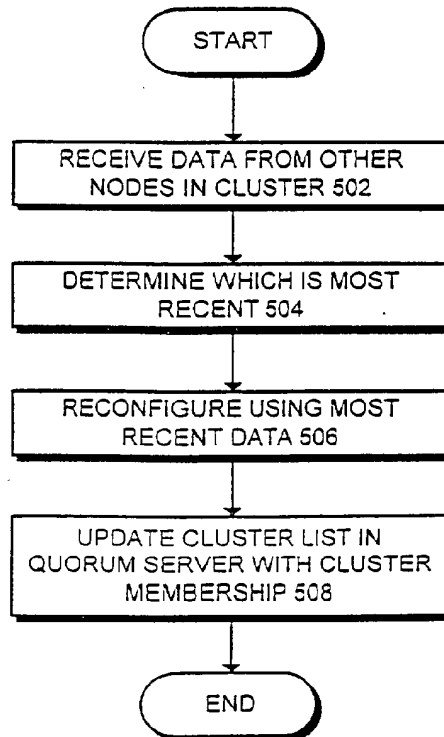 START
RECEIVE DATA FROM OTHER
NODES IN CLUSTER 502
DETERMINE WHICH IS MOST
RECENT 504
RECONFIGURE USING MOST
RECENT DATA 506
UPDATE CLUSTER LIST IN
QUORUM SERVER WITH CLUSTER
MEMBERSHIP 508
END